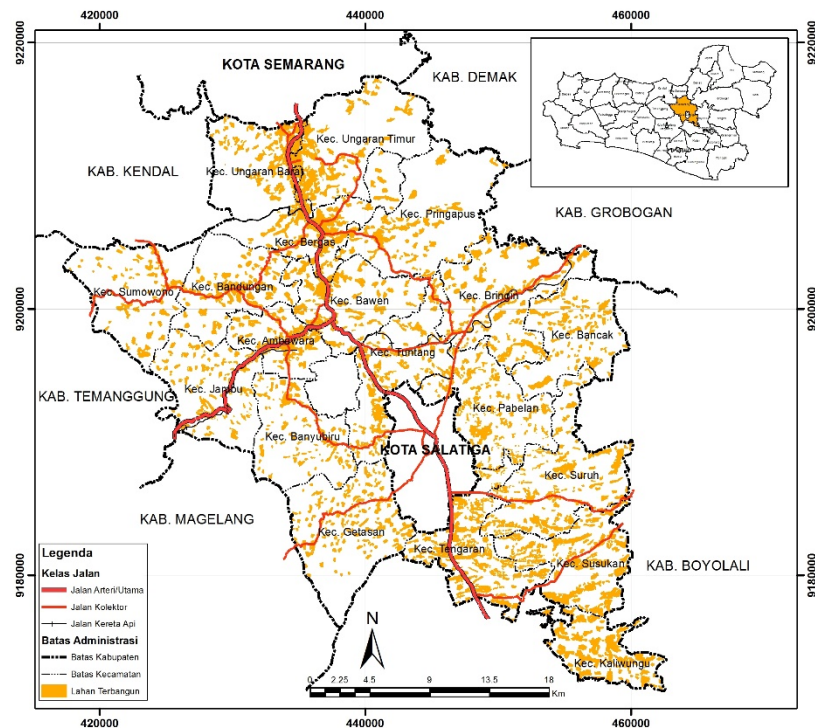 420000
440000
460000
9220000
9220000
KOTA SEMARANG
KAB. DEMAK
Kec. Ungaran Timur
KAB. KENDAL
Kec. Ungaran Barat
Kec. Pringapus
KAB. GROBOGAN
Kec. Bergas
Kec. Sumowono
Kec. Bandungan
Kec. Bringin
9200000
9200000
Kec. Bawen
Kec. Bancak
Kec. Ambawara
Kec. Tuntang
KAB. TEMANGGUNG
Kec. Jambu
Kec. Pabelan
Kec. Banyubiru
KOTA SALATIGA
Kec. Suruh
KAB. MAGELANG
Kec. Getasan
Kec. Tengaran
Kec. Susukan
KAB. BOYOLALI
9180000
9180000
Kec. Kaliwungu
Legenda
Kelas Jalan
Jalan Arteri/Utama
Jalan Kolektor
Jalan Kereta Api
Batas Administrasi
Batas Kabupaten
Batas Kecamatan
Lahan Terbangun
N
0 2.25 4.5 9 13.5 18
Km
420000
440000
460000